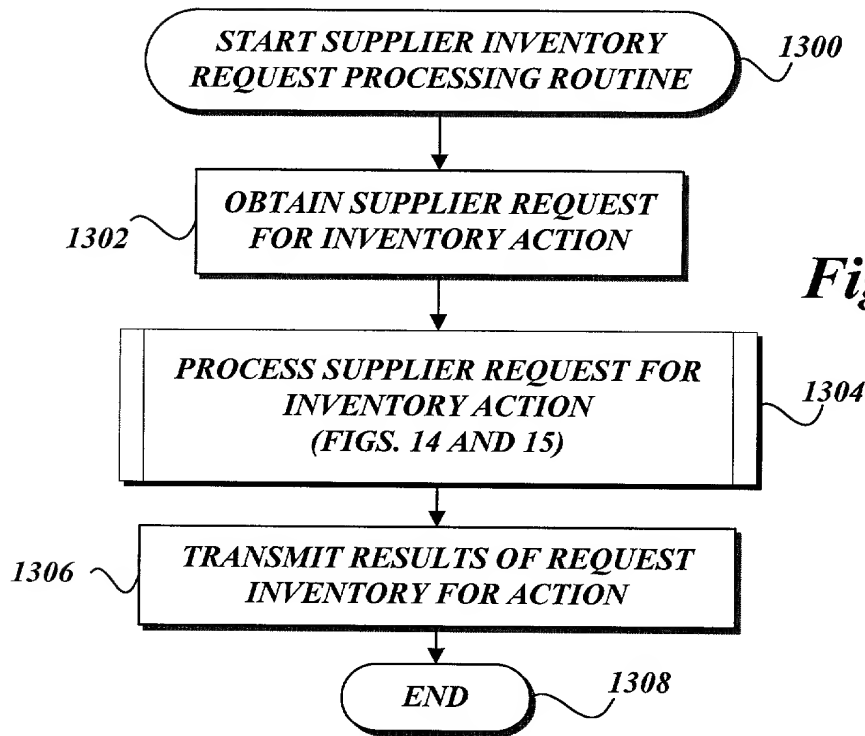 START SUPPLIER INVENTORY
REQUEST PROCESSING ROUTINE
1300
OBTAIN SUPPLIER REQUEST
FOR INVENTORY ACTION
1302
Fig
PROCESS SUPPLIER REQUEST FOR
INVENTORY ACTION
(FIGS. 14 AND 15)
1304
TRANSMIT RESULTS OF REQUEST
INVENTORY FOR ACTION
1306
END
1308